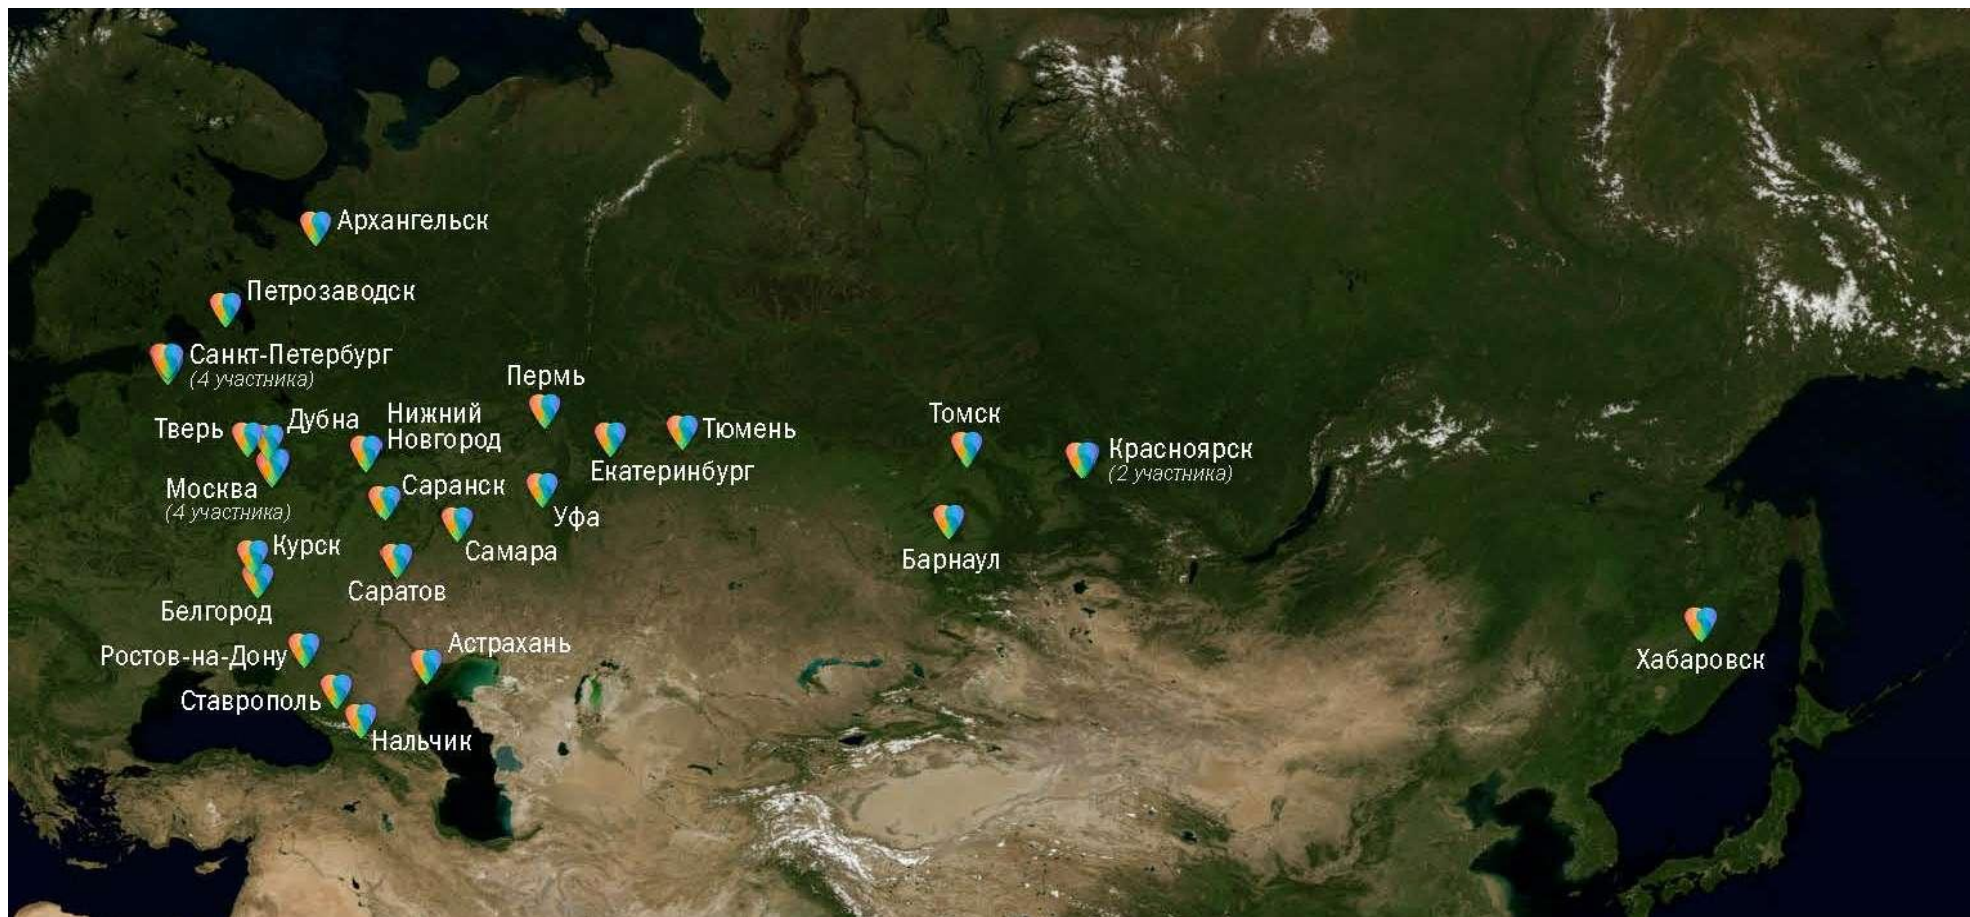 Архангельск
Петрозаводск
Санкт-Петербург
(4 участника)
Пермь
Тверь
Дубна
Нижний
Новгород
Екатеринбург
Тюмень
Томск
Красноярск
(2 участника)
Москва
(4 участника)
Саранск
Уфа
Самара
Курск
Саратов
Барнаул
Белгород
Ростов-на-Дону
Астрахань
Хабаровск
Ставрополь
Нальчик